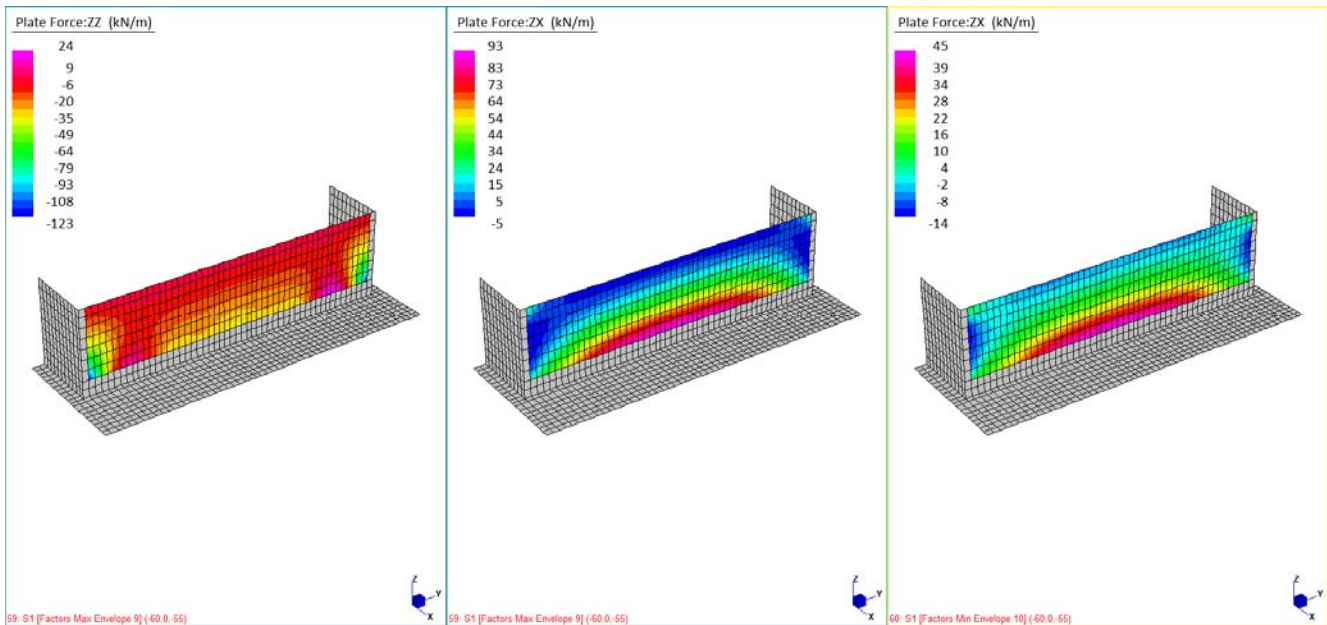 Plate Force:ZZ (kN/m)
24
9
-6
-20
-35
-49
-64
-79
-93
-108
-123
Z
Y
X
59: S1 [Factors Max Envelope 9] (-60.0,-55)
Plate Force:ZX (kN/m)
93
83
73
64
54
44
34
24
15
5
-5
Z
Y
X
59: S1 [Factors Max Envelope 9] (-60.0,-55)
Plate Force:ZX (kN/m)
45
39
34
28
22
16
10
4
-2
-8
-14
Z
Y
X
60: S1 [Factors Min Envelope 10] (-60.0,-55)